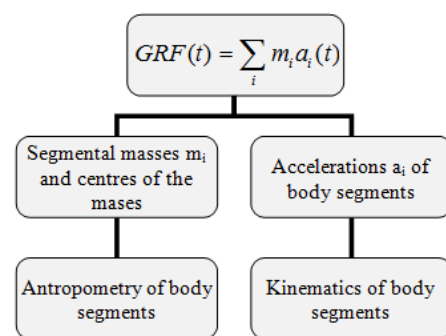 GRF(t) = ∑ᵢ mᵢaᵢ(t)
Segmental masses mᵢ
and centres of the
mases
Accelerations aᵢ of
body segments
Antropometry of body
segments
Kinematics of body
segments